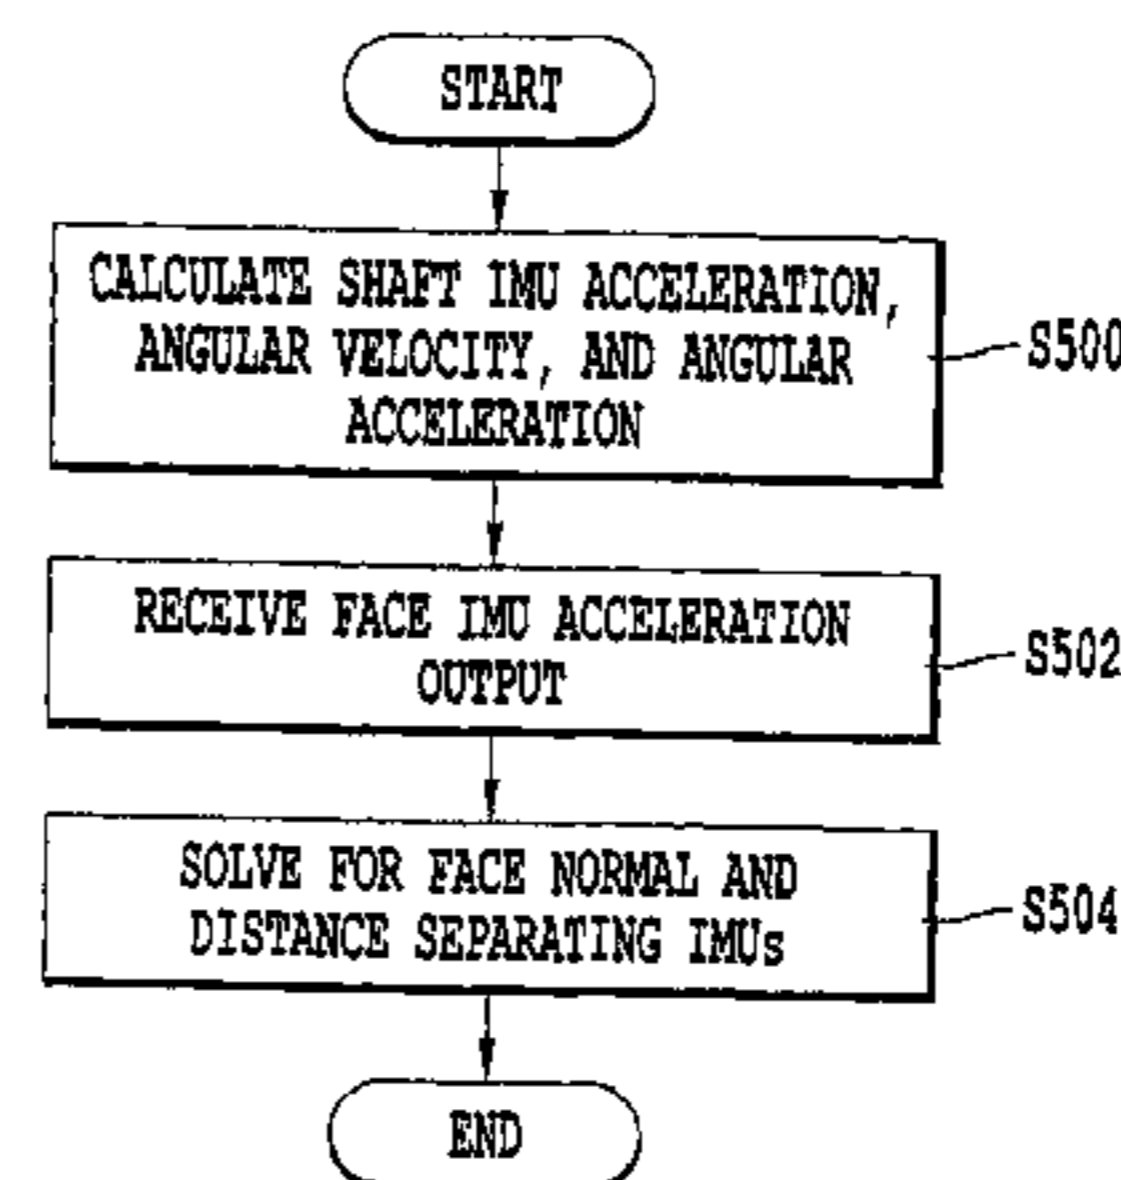 START
CALCULATE SHAFT IMU ACCELERATION,
ANGULAR VELOCITY, AND ANGULAR
ACCELERATION
S500
RECEIVE FACE IMU ACCELERATION
OUTPUT
S502
SOLVE FOR FACE NORMAL AND
DISTANCE SEPARATING IMUs
S504
END